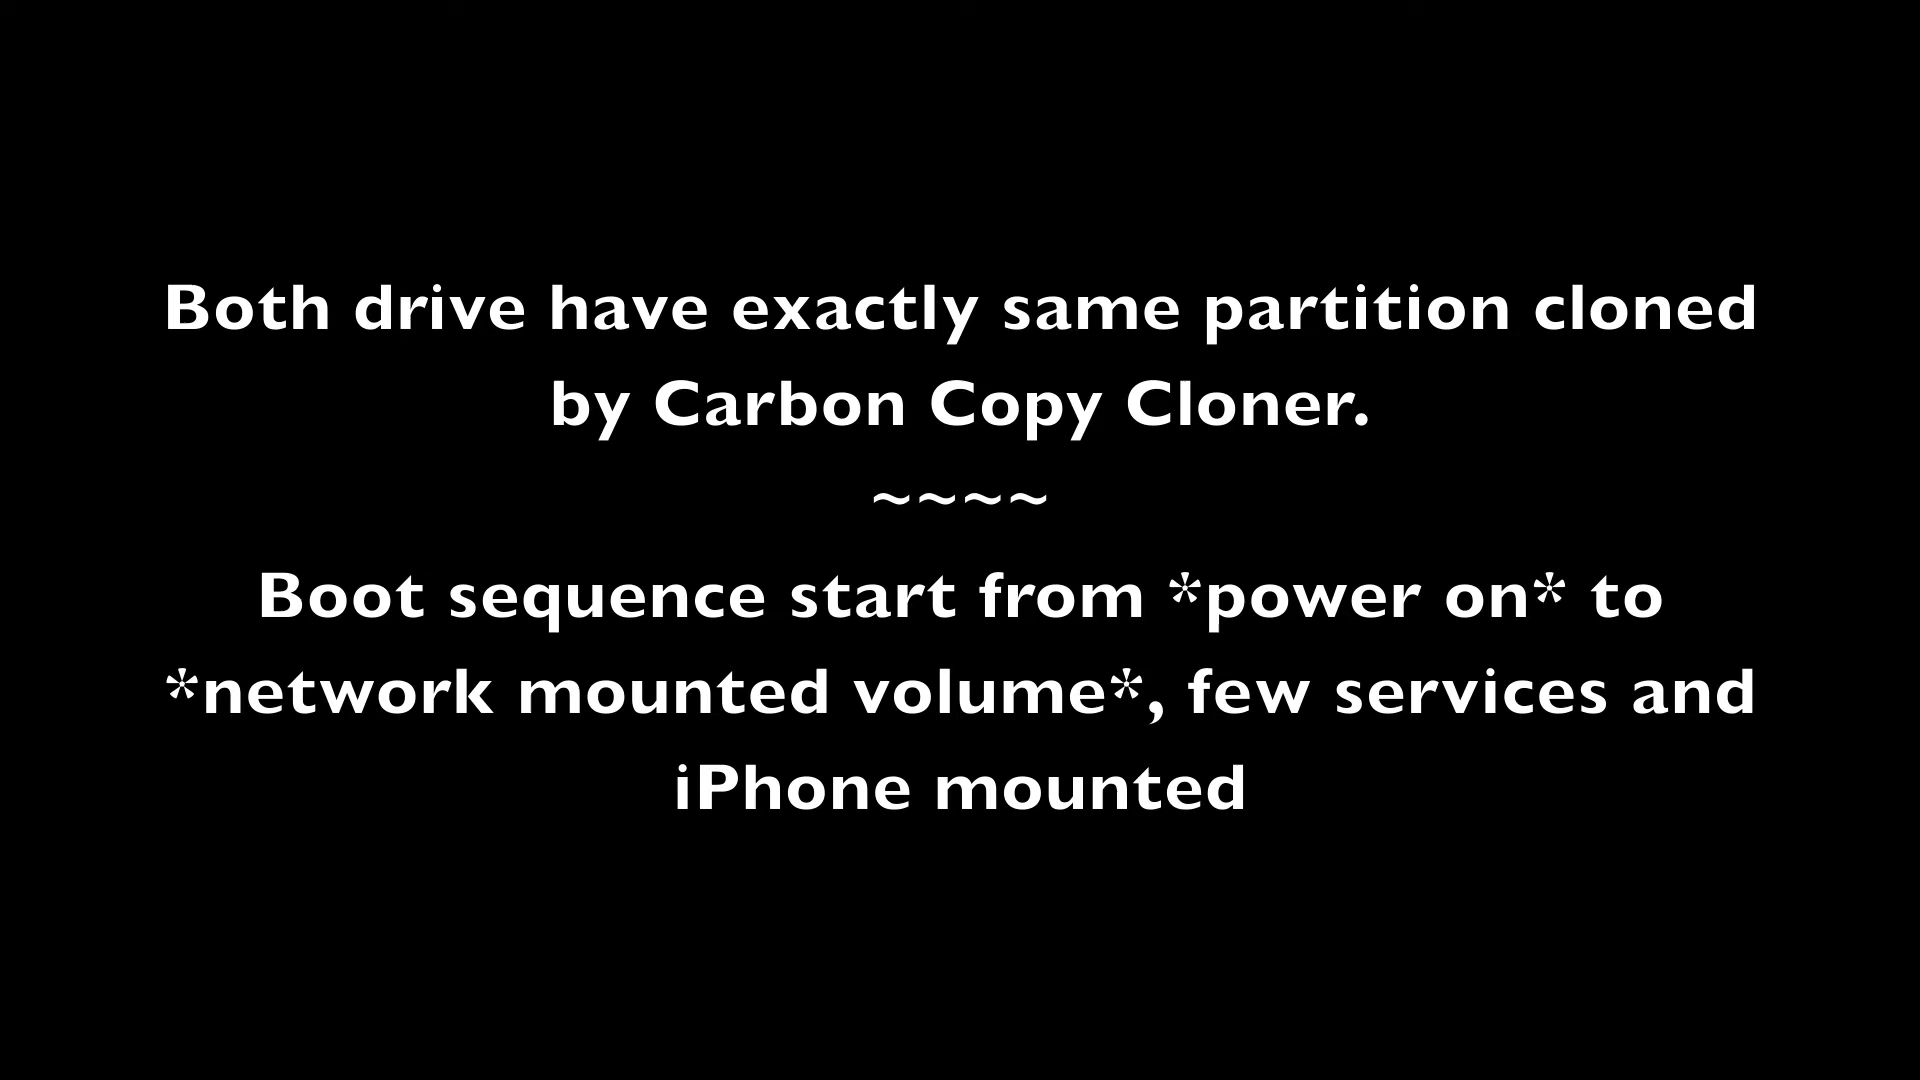 Both drive have exactly same partition cloned
by Carbon Copy Cloner.
~~~~
Boot sequence start from *power on* to
*network mounted volume*, few services and
iPhone mounted